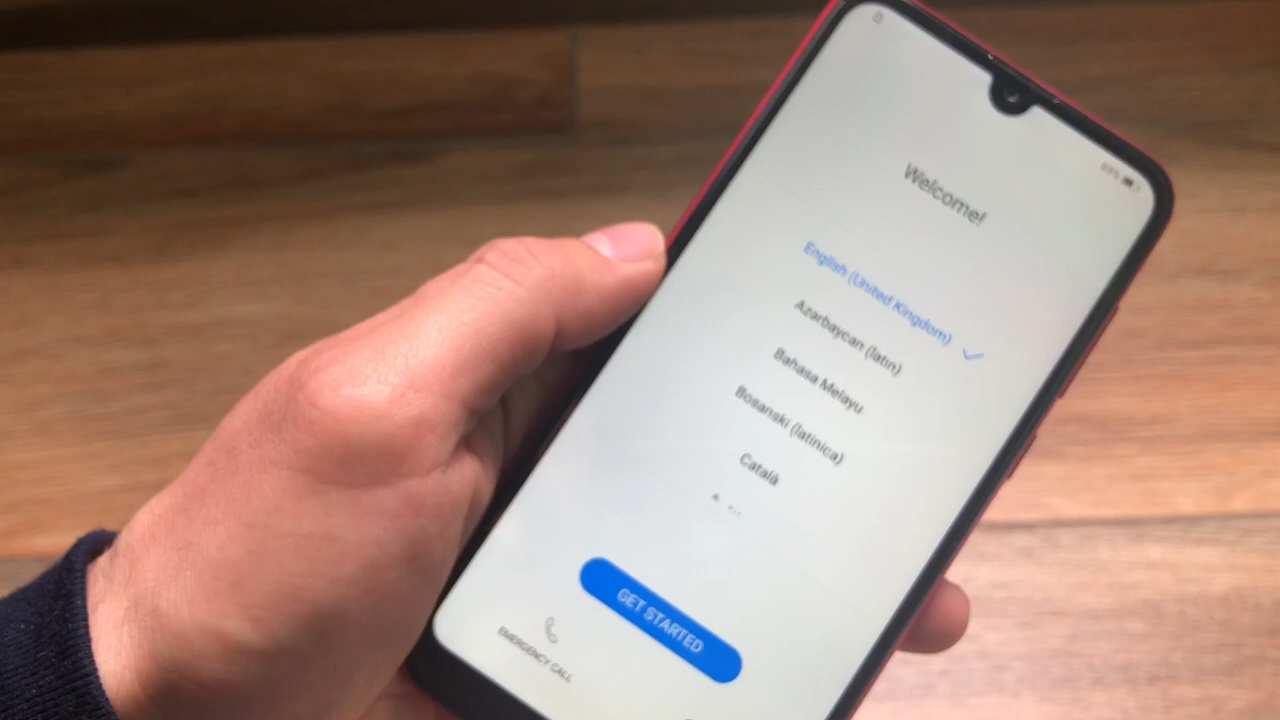 Welcome!
English (United Kingdom)
Azərbaycan (latın)
Bahasa Melayu
Bosanski (latinica)
Català
GET STARTED
EMERGENCY CALL